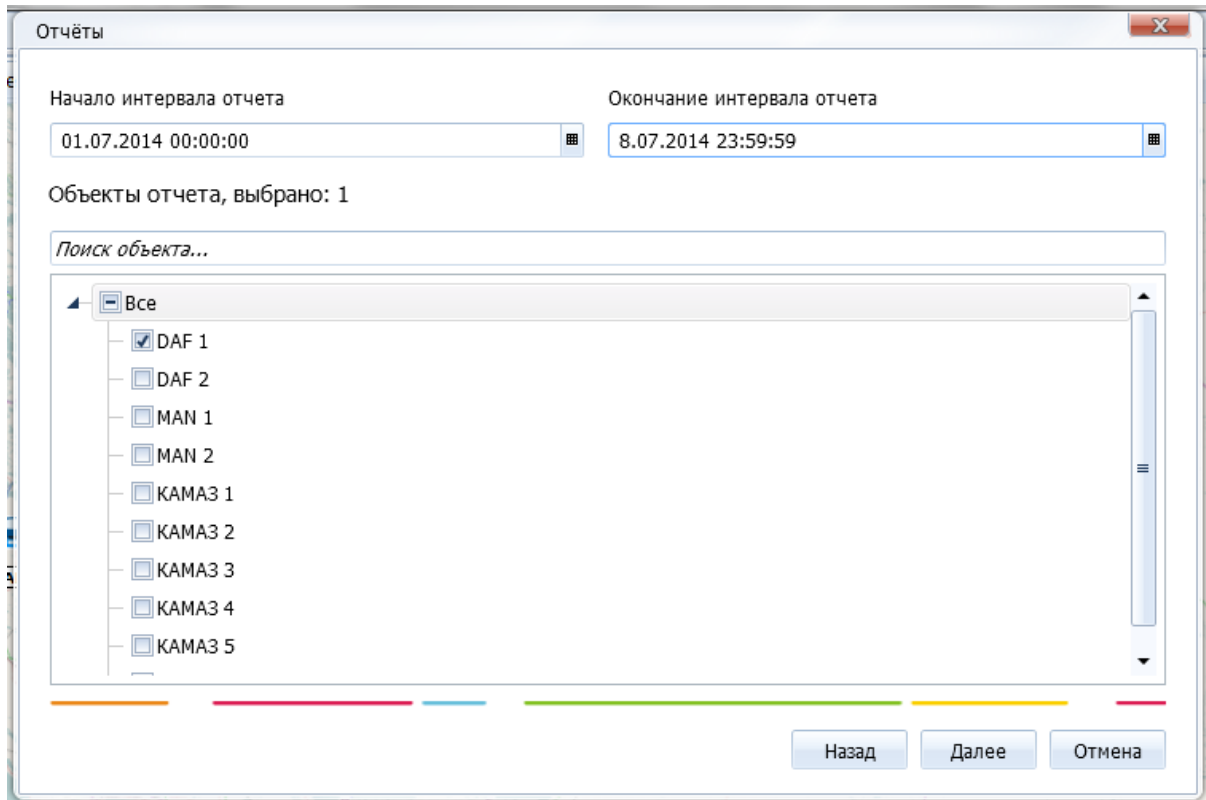 Отчёты
Начало интервала отчета
Окончание интервала отчета
01.07.2014 00:00:00
8.07.2014 23:59:59
Объекты отчета, выбрано: 1
Поиск объекта...
Все
DAF 1
DAF 2
MAN 1
MAN 2
КАМАЗ 1
КАМАЗ 2
КАМАЗ 3
КАМАЗ 4
КАМАЗ 5
Назад
Далее
Отмена